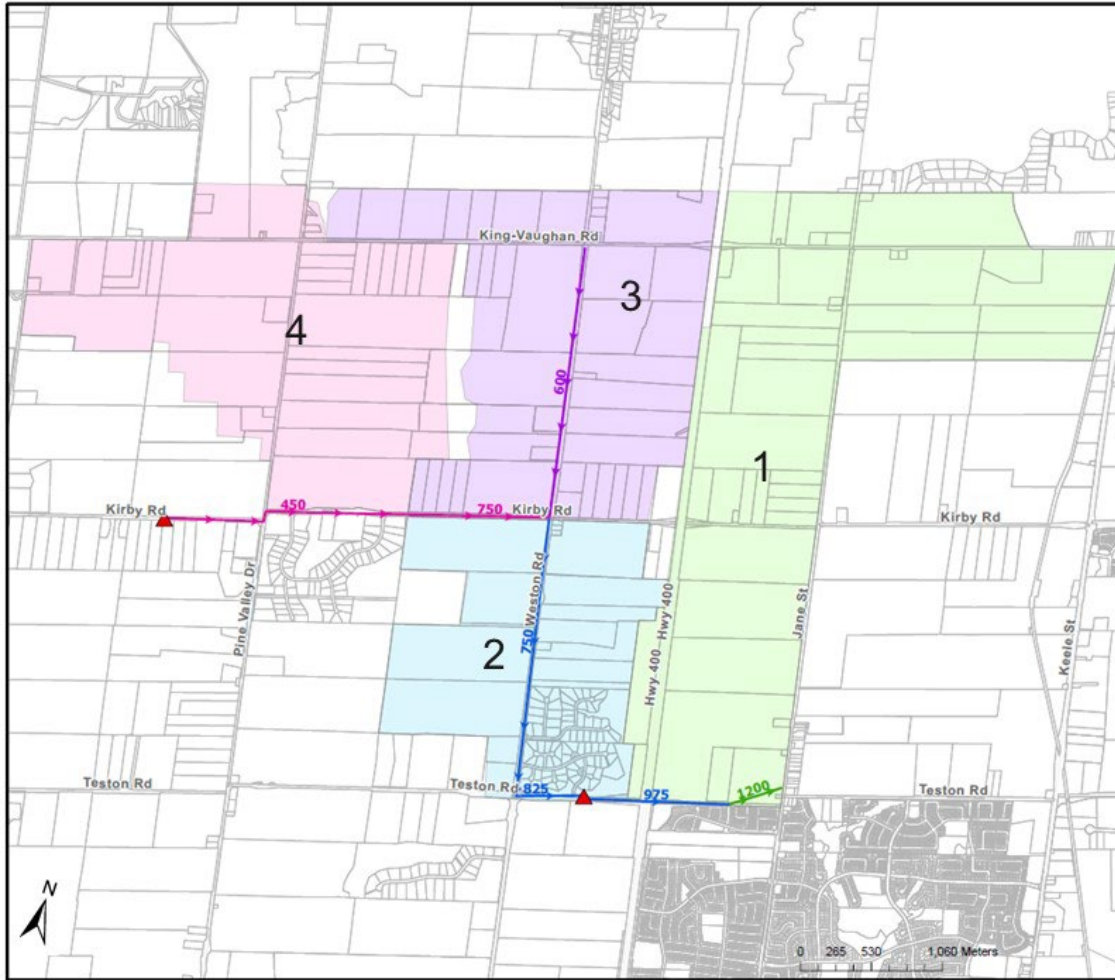 King-Vaughan Rd
3
4
600
1
450
750
Kirby Rd
Kirby Rd
Kirby Rd
Pine Valley Dr
Weston Rd
750
2
Hwy 400
Hwy 400
Jane St
Keele St
Teston Rd
Teston Rd
825
975
1200
Teston Rd
N
0 265 530 1,060 Meters